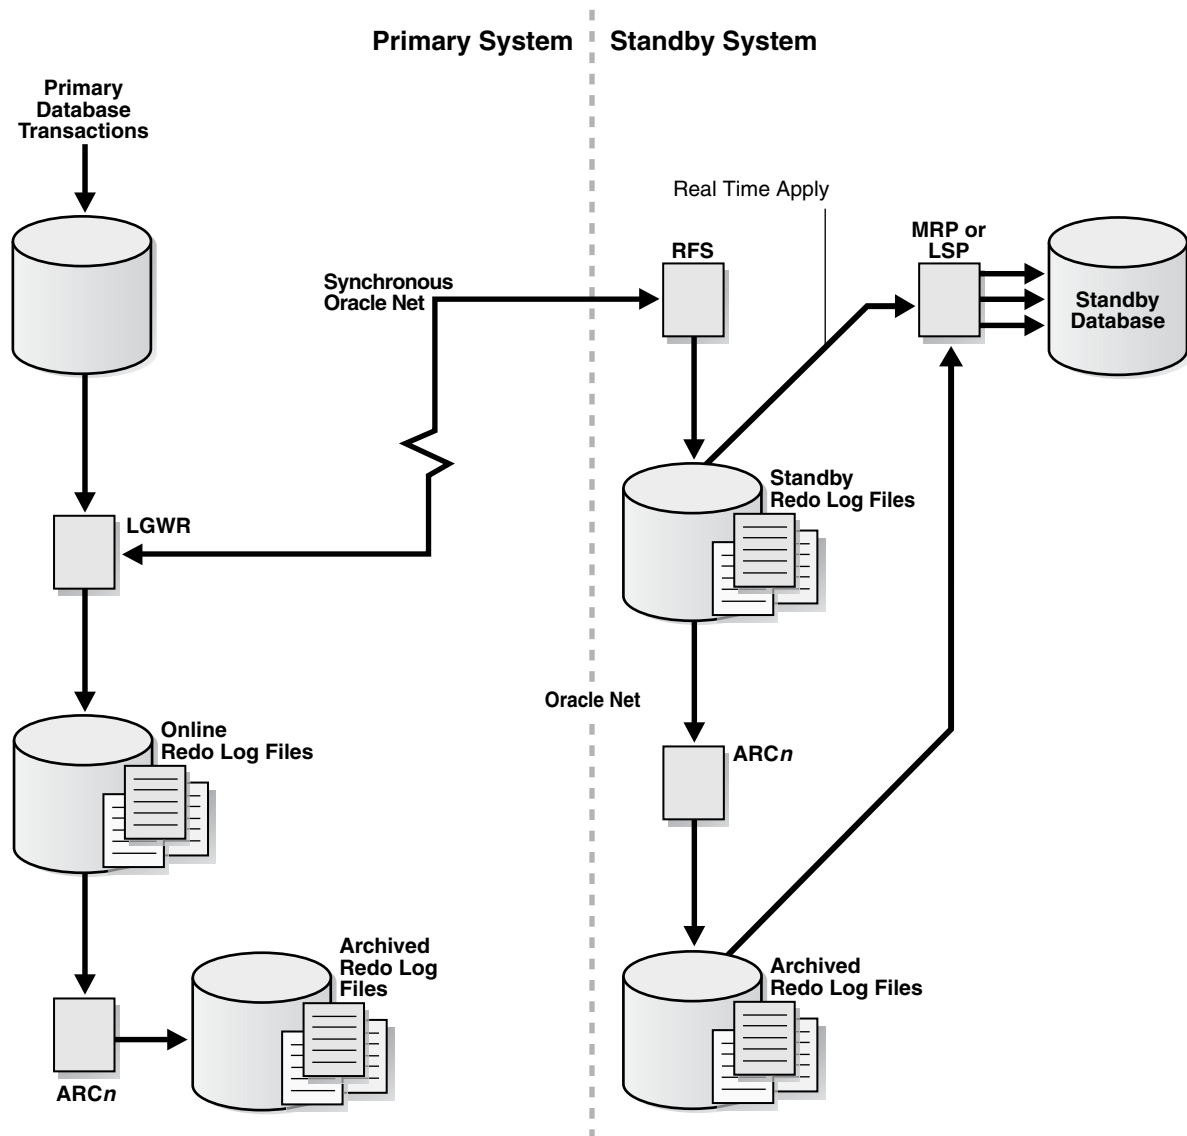 Primary System
Standby System
Primary
Database
Transactions
Real Time Apply
RFS
MRP or
LSP
Synchronous
Oracle Net
Standby
Database
LGWR
Standby
Redo Log Files
Oracle Net
Online
Redo Log Files
ARCn
Archived
Redo Log
Files
Archived
Redo Log Files
ARCn